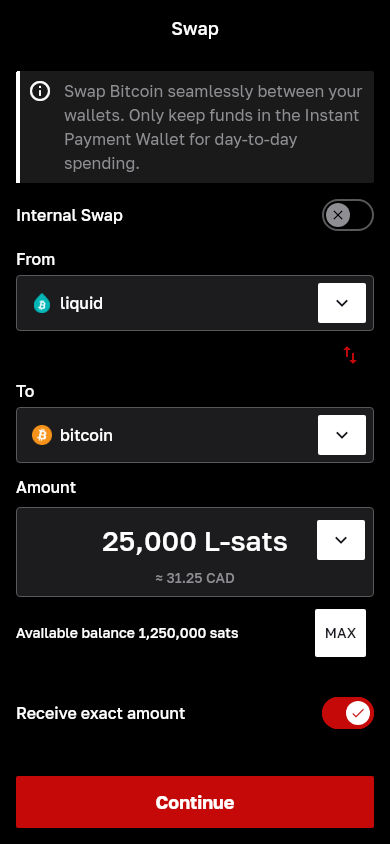 Swap
Swap Bitcoin seamlessly between your
wallets. Only keep funds in the Instant
Payment Wallet for day-to-day
spending.
Internal Swap
From
liquid
To
bitcoin
Amount
25,000 L-sats
≈ 31.25 CAD
Available balance 1,250,000 sats
MAX
Receive exact amount
Continue